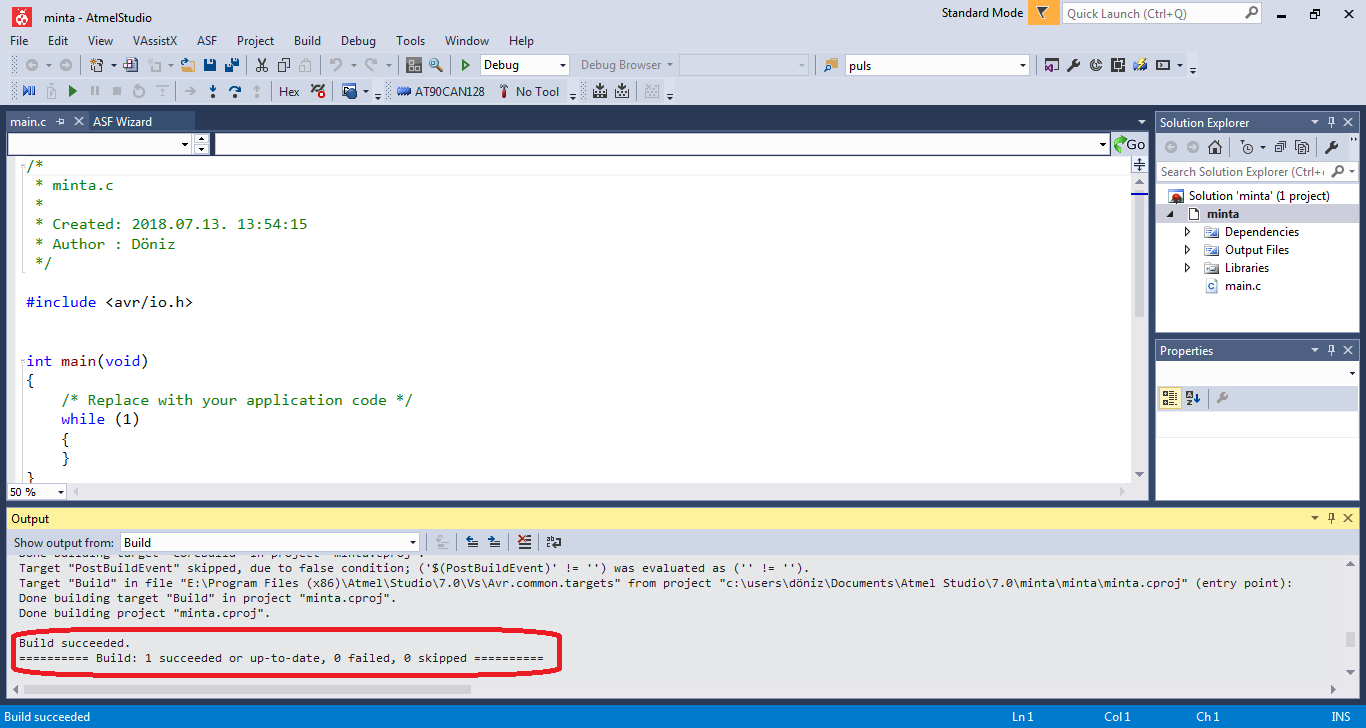 minta - AtmelStudio
Standard Mode
Quick Launch (Ctrl+Q)
File Edit View VAssistX ASF Project Build Debug Tools Window Help
Debug Debug Browser puls
Hex AT90CAN128 No Tool
main.c ASF Wizard
Go
/*
* minta.c
*
* Created: 2018.07.13. 13:54:15
* Author : Döniz
*/
#include <avr/io.h>
int main(void)
{
/* Replace with your application code */
while (1)
{
}
}
50 %
Solution Explorer
Search Solution Explorer (Ctrl+
Solution 'minta' (1 project)
minta
Dependencies
Output Files
Libraries
main.c
Properties
Output
Show output from: Build
Done building target "CoreBuild" in project "minta.cproj".
Target "PostBuildEvent" skipped, due to false condition; ('$(PostBuildEvent)' != '') was evaluated as ('' != '').
Target "Build" in file "E:\Program Files (x86)\Atmel\Studio\7.0\Vs\Avr.common.targets" from project "c:\users\döniz\Documents\Atmel Studio\7.0\minta\minta\minta.cproj" (entry point):
Done building target "Build" in project "minta.cproj".
Done building project "minta.cproj".
Build succeeded.
========== Build: 1 succeeded or up-to-date, 0 failed, 0 skipped ==========
Build succeeded Ln 1 Col 1 Ch 1 INS